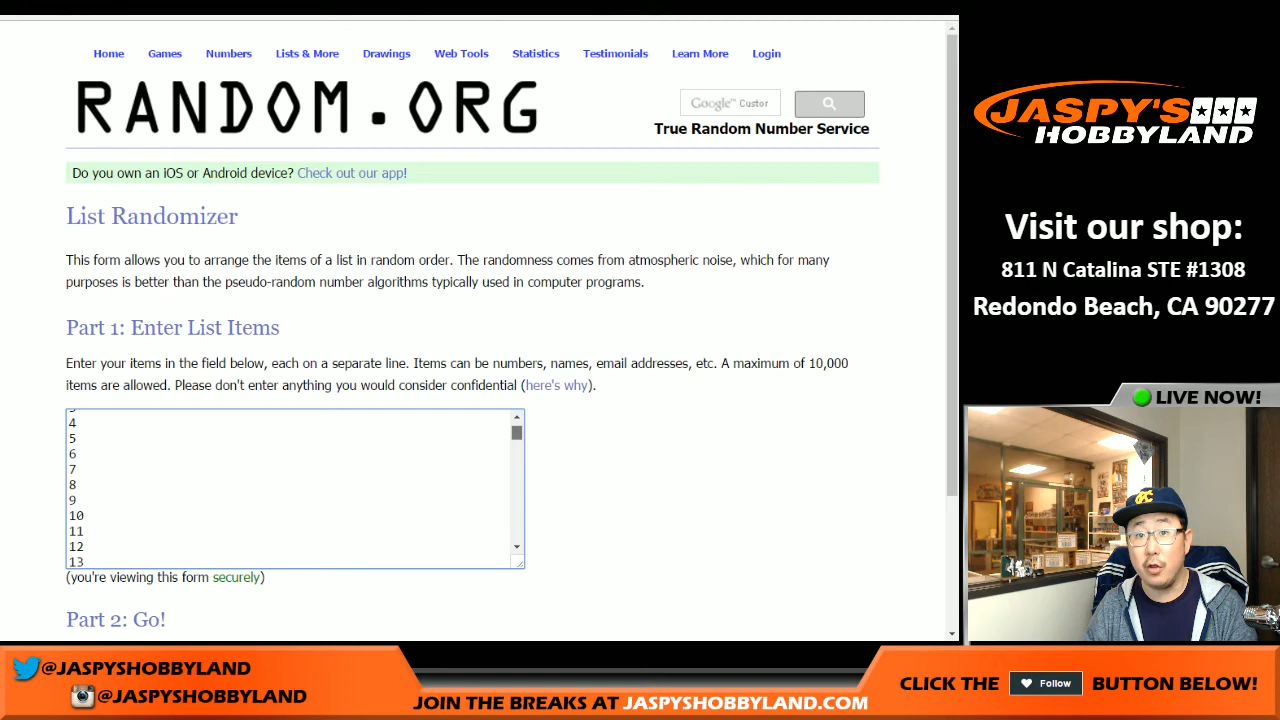 Home Games Numbers Lists & More Drawings Web Tools Statistics Testimonials Learn More Login
RANDOM.ORG
Google™ Custor
True Random Number Service
Do you own an iOS or Android device? Check out our app!
List Randomizer
This form allows you to arrange the items of a list in random order. The randomness comes from atmospheric noise, which for many
purposes is better than the pseudo-random number algorithms typically used in computer programs.
Part 1: Enter List Items
Enter your items in the field below, each on a separate line. Items can be numbers, names, email addresses, etc. A maximum of 10,000
items are allowed. Please don't enter anything you would consider confidential (here's why).
4
5
6
7
8
9
10
11
12
13
(you're viewing this form securely)
Part 2: Go!
JASPY'S
HOBBYLAND
Visit our shop:
811 N Catalina STE #1308
Redondo Beach, CA 90277
LIVE NOW!
@JASPYSHOBBYLAND
@JASPYSHOBBYLAND
JOIN THE BREAKS AT JASPYSHOBBYLAND.COM
CLICK THE Follow BUTTON BELOW!